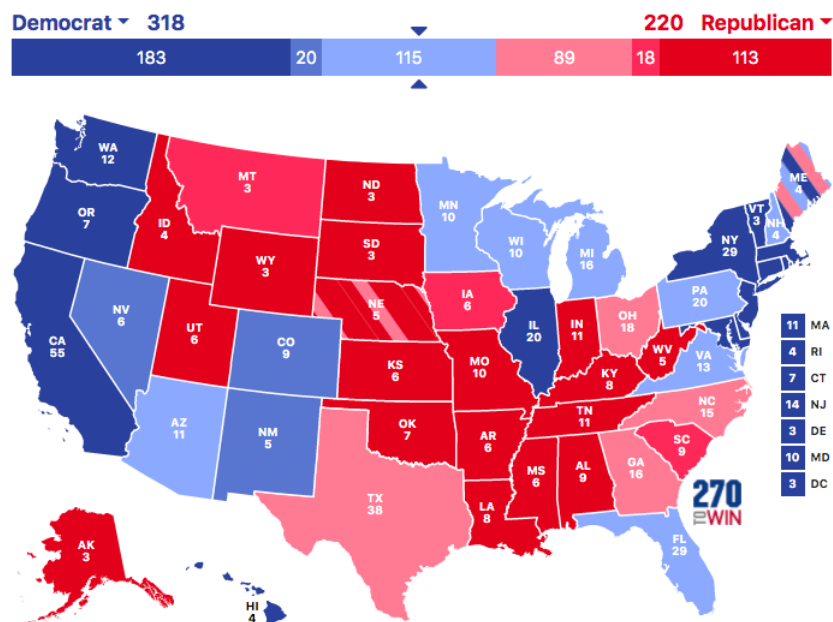 Democrat 318
220 Republican
183 20 115 89 18 113
WA
12
OR
7
CA
55
NV
6
ID
4
MT
3
WY
3
UT
6
AZ
11
CO
9
NM
5
ND
3
SD
3
NE
5
KS
6
OK
7
TX
38
MN
10
IA
6
MO
10
AR
6
LA
8
WI
10
IL
20
MI
16
IN
11
OH
18
KY
8
TN
11
MS
6
AL
9
GA
16
FL
29
SC
9
NC
15
VA
13
WV
5
PA
20
NY
29
VT
3
NH
4
ME
4
11 MA
4 RI
7 CT
14 NJ
3 DE
10 MD
3 DC
AK
3
HI
4
270
TO WIN